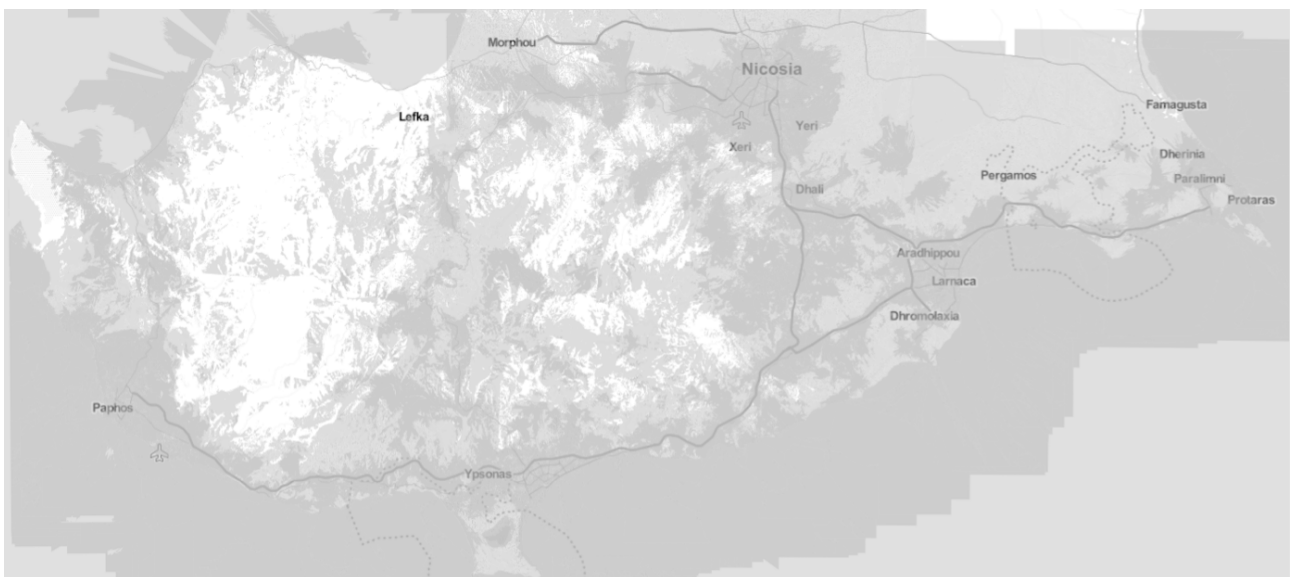 Morphou
Nicosia
Famagusta
Lefka
Yeri
Xeri
Dherinia
Pergamos
Paralimni
Dhali
Protaras
Aradhippou
Larnaca
Dhromolaxia
Paphos
Ypsonas